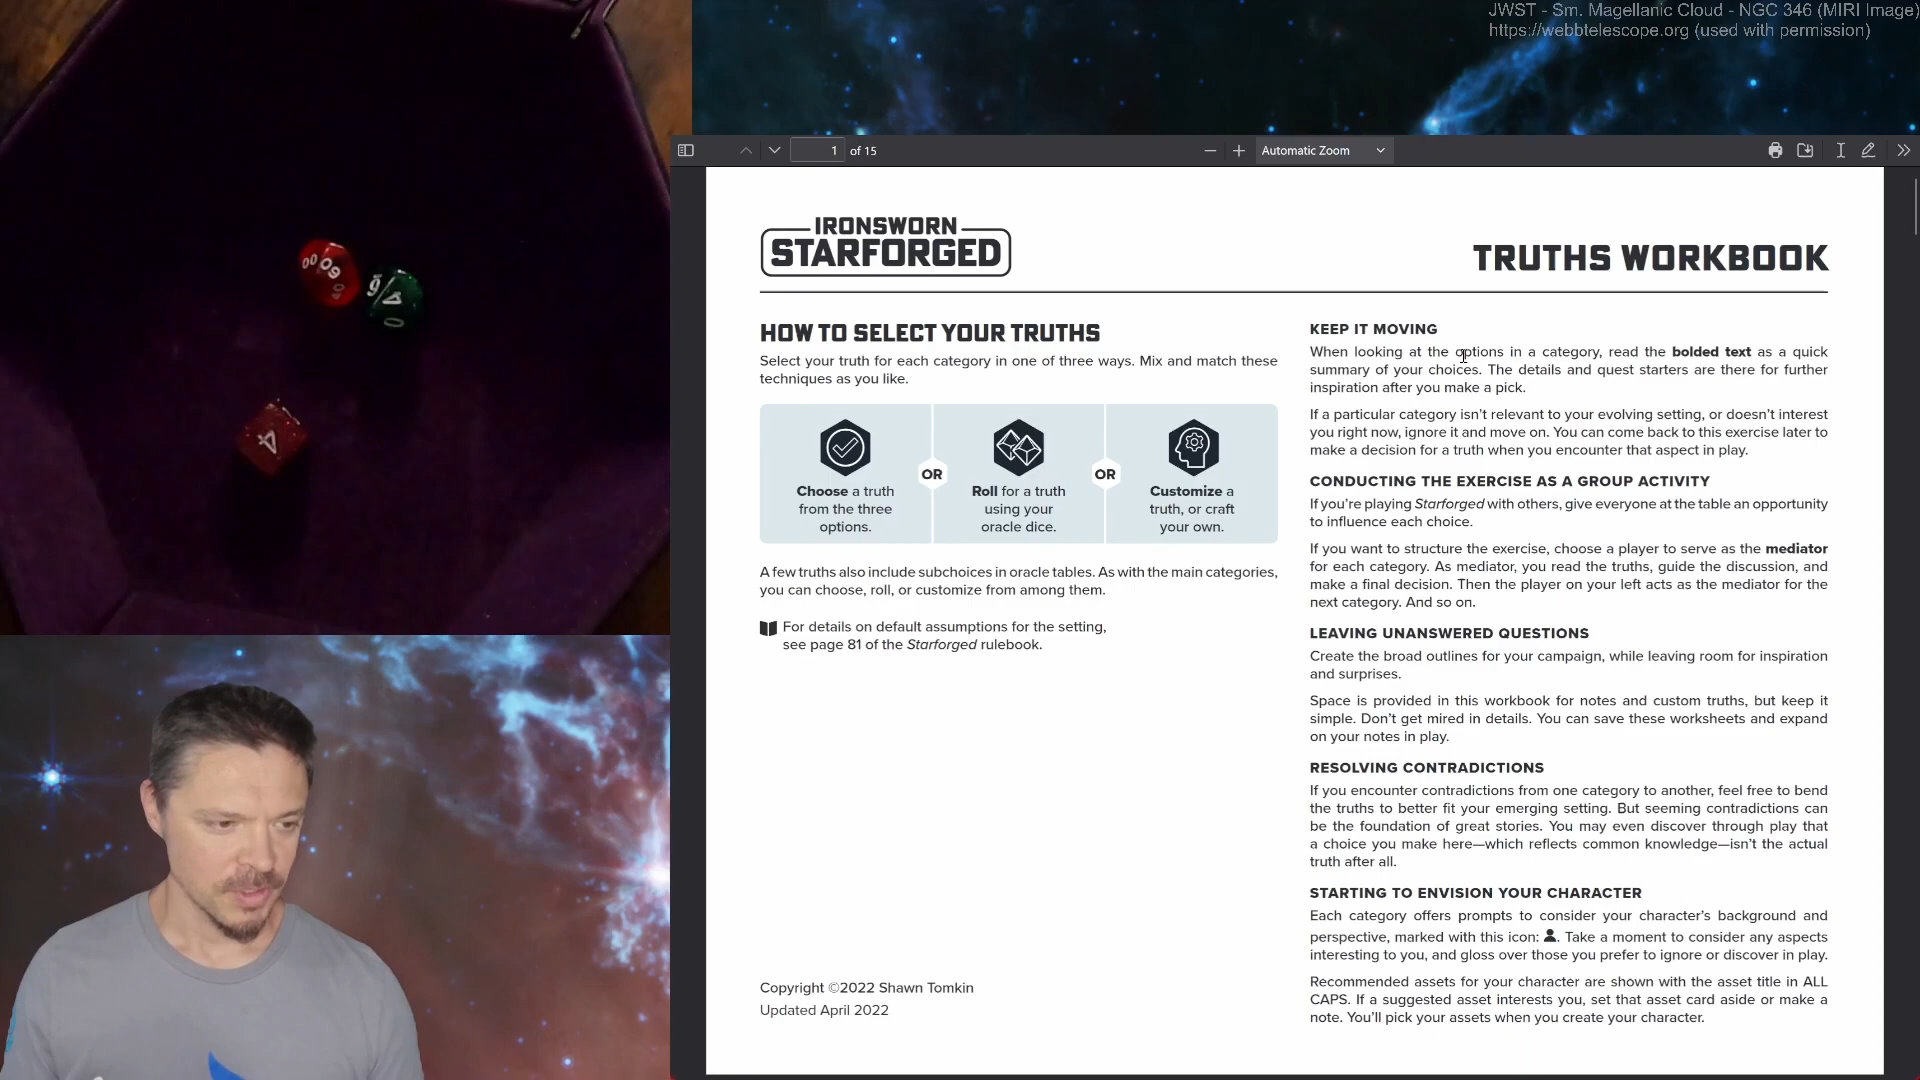 JWST - Sm. Magellanic Cloud - NGC 346 (MIRI Image)
https://webbtelescope.org (used with permission)
1 of 15
Automatic Zoom
IRONSWORN
STARFORGED
TRUTHS WORKBOOK
HOW TO SELECT YOUR TRUTHS
Select your truth for each category in one of three ways. Mix and match these
techniques as you like.
Choose a truth
from the three
options.
OR
Roll for a truth
using your
oracle dice.
OR
Customize a
truth, or craft
your own.
A few truths also include subchoices in oracle tables. As with the main categories,
you can choose, roll, or customize from among them.
For details on default assumptions for the setting,
see page 81 of the Starforged rulebook.
Copyright ©2022 Shawn Tomkin
Updated April 2022
KEEP IT MOVING
When looking at the options in a category, read the bolded text as a quick
summary of your choices. The details and quest starters are there for further
inspiration after you make a pick.
If a particular category isn't relevant to your evolving setting, or doesn't interest
you right now, ignore it and move on. You can come back to this exercise later to
make a decision for a truth when you encounter that aspect in play.
CONDUCTING THE EXERCISE AS A GROUP ACTIVITY
If you're playing Starforged with others, give everyone at the table an opportunity
to influence each choice.
If you want to structure the exercise, choose a player to serve as the mediator
for each category. As mediator, you read the truths, guide the discussion, and
make a final decision. Then the player on your left acts as the mediator for the
next category. And so on.
LEAVING UNANSWERED QUESTIONS
Create the broad outlines for your campaign, while leaving room for inspiration
and surprises.
Space is provided in this workbook for notes and custom truths, but keep it
simple. Don't get mired in details. You can save these worksheets and expand
on your notes in play.
RESOLVING CONTRADICTIONS
If you encounter contradictions from one category to another, feel free to bend
the truths to better fit your emerging setting. But seeming contradictions can
be the foundation of great stories. You may even discover through play that
a choice you make here—which reflects common knowledge—isn't the actual
truth after all.
STARTING TO ENVISION YOUR CHARACTER
Each category offers prompts to consider your character's background and
perspective, marked with this icon: . Take a moment to consider any aspects
interesting to you, and gloss over those you prefer to ignore or discover in play.
Recommended assets for your character are shown with the asset title in ALL
CAPS. If a suggested asset interests you, set that asset card aside or make a
note. You'll pick your assets when you create your character.
00
60
4
0
4